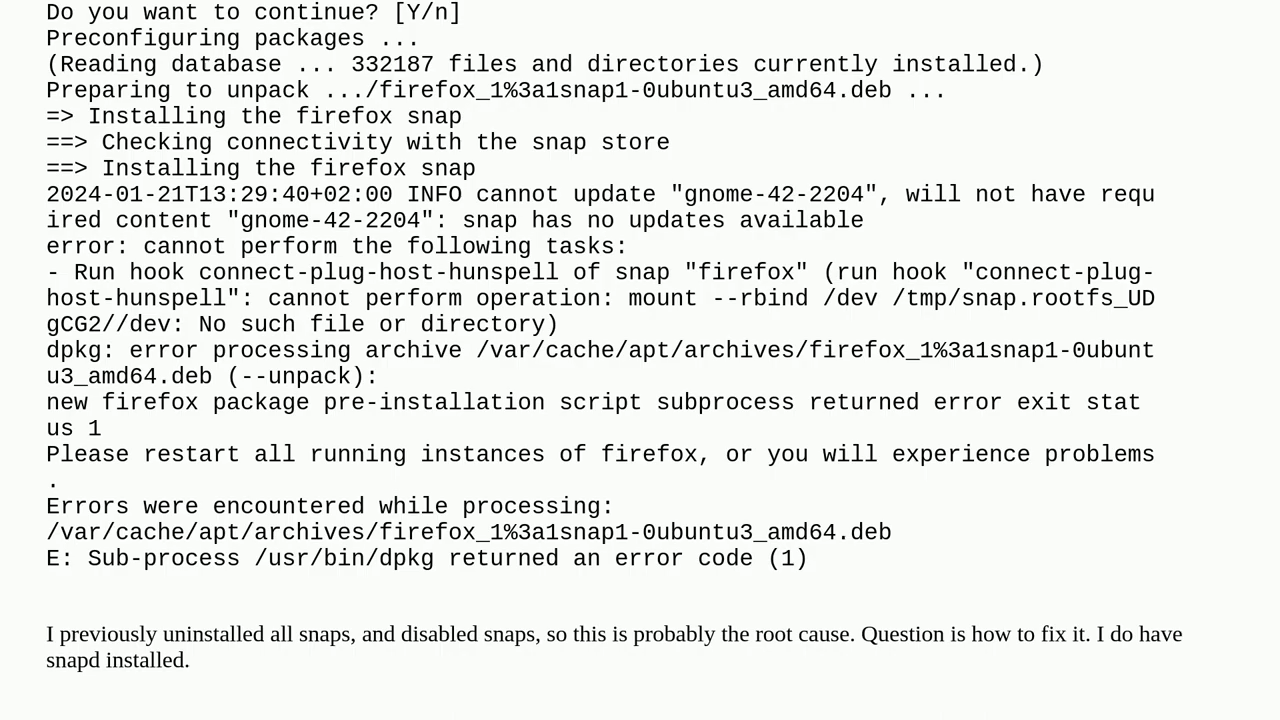 Do you want to continue? [Y/n]
Preconfiguring packages ...
(Reading database ... 332187 files and directories currently installed.)
Preparing to unpack .../firefox_1%3a1snap1-0ubuntu3_amd64.deb ...
=> Installing the firefox snap
==> Checking connectivity with the snap store
==> Installing the firefox snap
2024-01-21T13:29:40+02:00 INFO cannot update "gnome-42-2204", will not have requ
ired content "gnome-42-2204": snap has no updates available
error: cannot perform the following tasks:
- Run hook connect-plug-host-hunspell of snap "firefox" (run hook "connect-plug-
host-hunspell": cannot perform operation: mount --rbind /dev /tmp/snap.rootfs_UD
gCG2//dev: No such file or directory)
dpkg: error processing archive /var/cache/apt/archives/firefox_1%3a1snap1-0ubunt
u3_amd64.deb (--unpack):
new firefox package pre-installation script subprocess returned error exit stat
us 1
Please restart all running instances of firefox, or you will experience problems
.
Errors were encountered while processing:
/var/cache/apt/archives/firefox_1%3a1snap1-0ubuntu3_amd64.deb
E: Sub-process /usr/bin/dpkg returned an error code (1)
I previously uninstalled all snaps, and disabled snaps, so this is probably the root cause. Question is how to fix it. I do have
snapd installed.